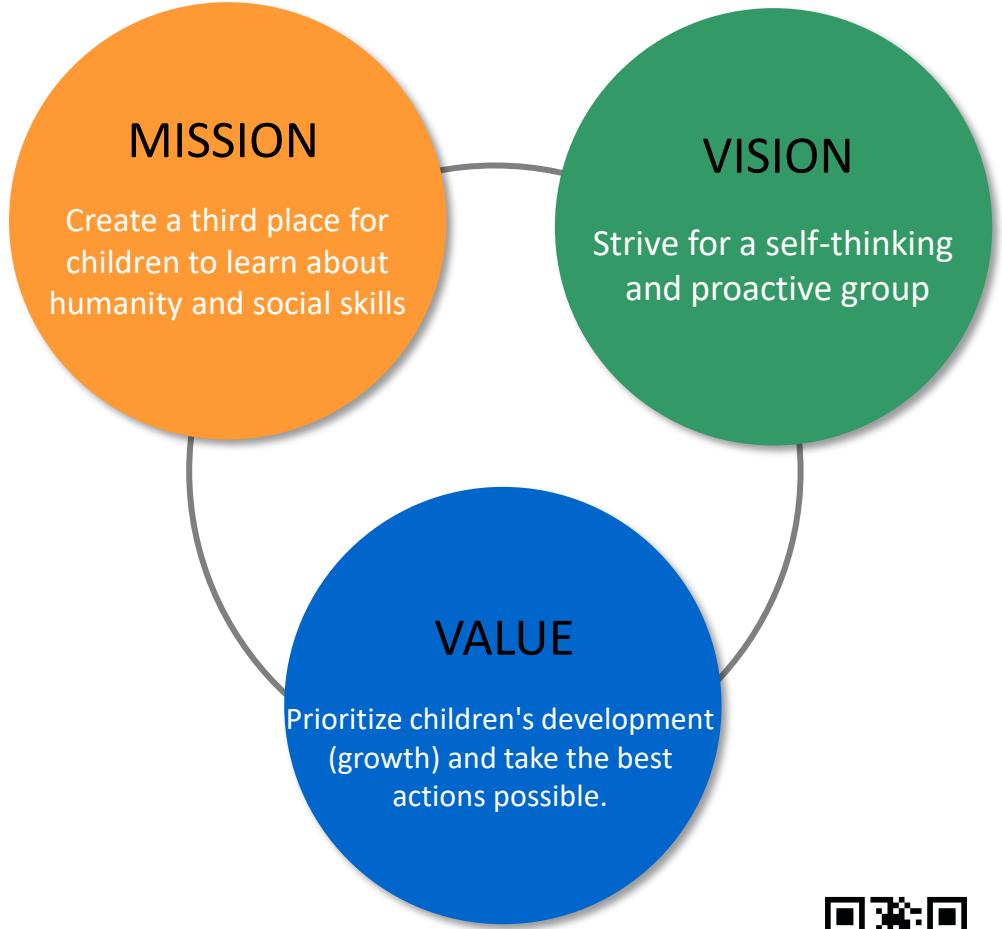 MISSION
Create a third place for
children to learn about
humanity and social skills
VISION
Strive for a self-thinking
and proactive group
VALUE
Prioritize children's development
(growth) and take the best
actions possible.